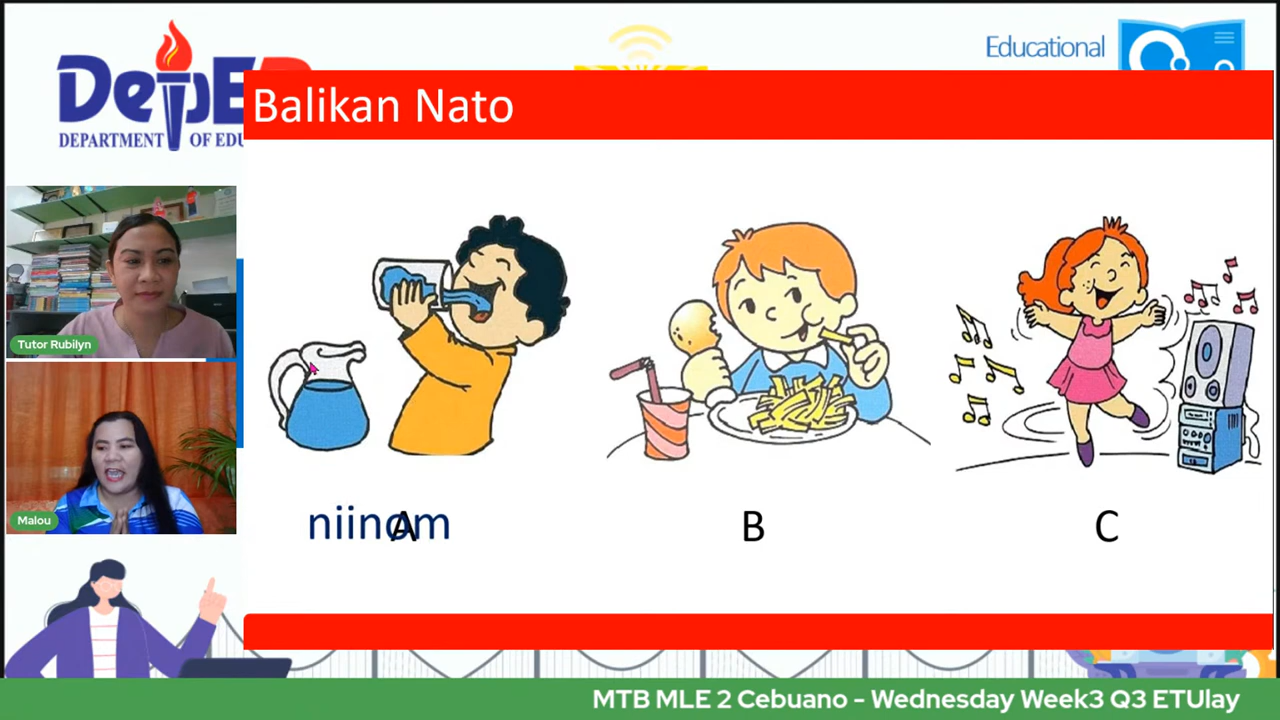 DepED
DEPARTMENT OF EDU
Educational
Balikan Nato
Tutor Rubilyn
Malou
niinom
A
B
C
MTB MLE 2 Cebuano - Wednesday Week3 Q3 ETUlay